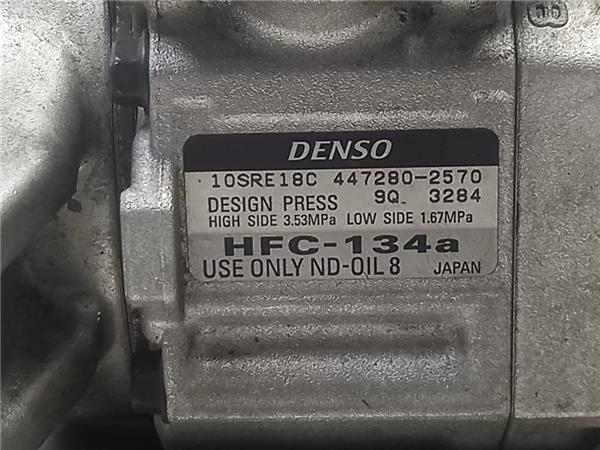 DENSO
10SRE18C 447280-2570
DESIGN PRESS 9Q 3284
HIGH SIDE 3.53MPa LOW SIDE 1.67MPa
HFC-134a
USE ONLY ND-OIL 8 JAPAN